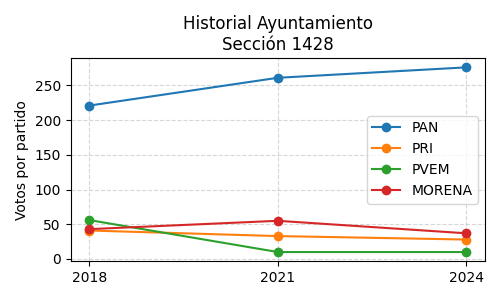 Historial Ayuntamiento
Sección 1428
Votos por partido
250
200
150
100
50
0
2018
2021
2024
PAN
PRI
PVEM
MORENA